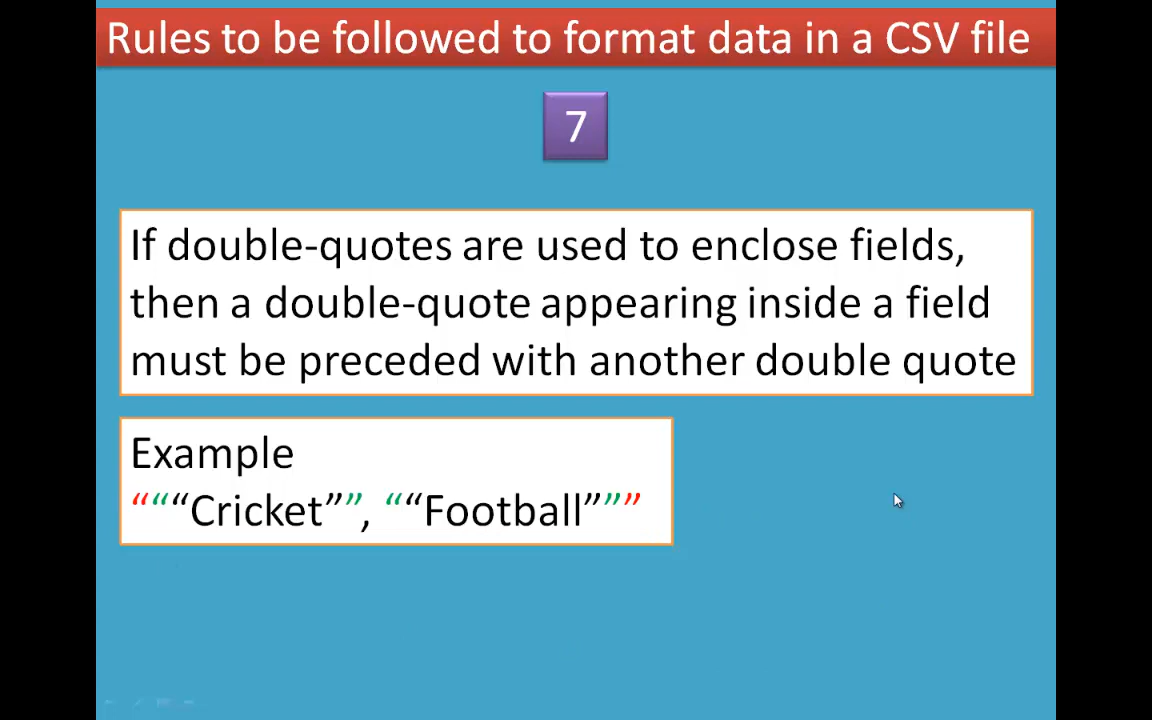 Rules to be followed to format data in a CSV file
7
If double-quotes are used to enclose fields,
then a double-quote appearing inside a field
must be preceded with another double quote
Example
“““Cricket””, ““Football”””